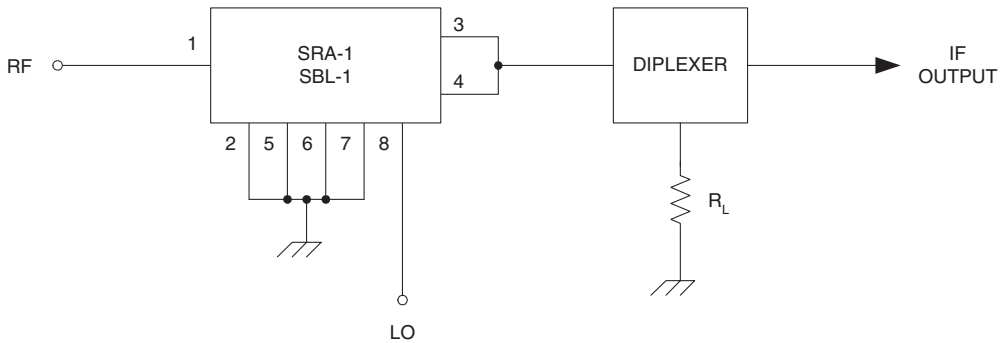 1
3
RF
SRA-1
SBL-1
4
DIPLEXER
IF
OUTPUT
2
5
6
7
8
R_L
LO